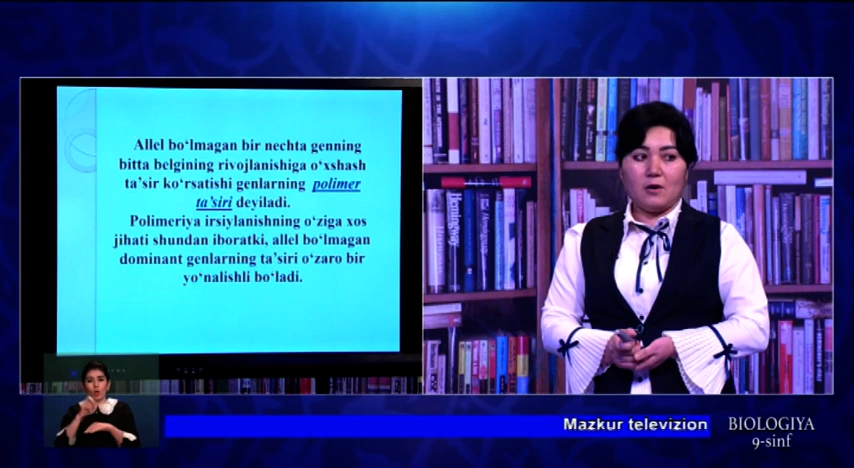 Allel bo‘lmagan bir nechta genning
bitta belgining rivojlanishiga o‘xshash
ta’sir ko‘rsatishi genlarning polimer
ta’siri deyiladi.
Polimeriya irsiylanishning o‘ziga xos
jihati shundan iboratki, allel bo‘lmagan
dominant genlarning ta’siri o‘zaro bir
yo‘nalishli bo‘ladi.
Hemingway
Mazkur televizion
BIOLOGIYA
9-sinf